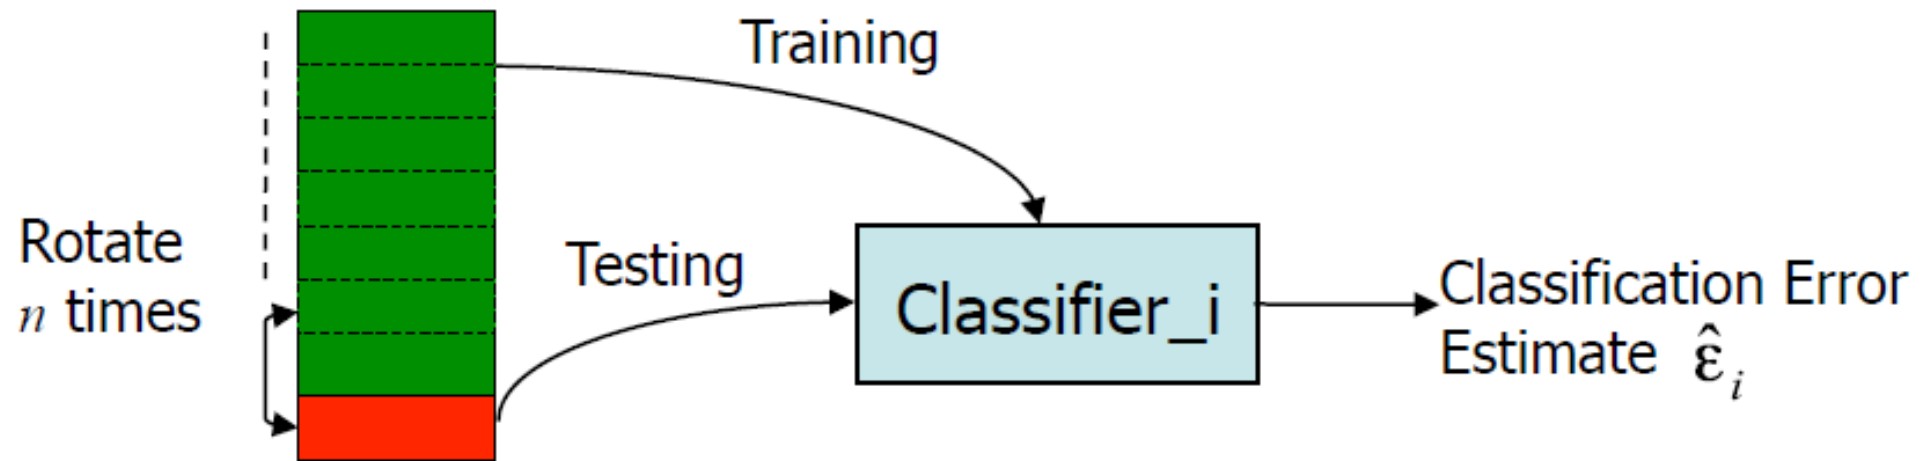 Training
Rotate
n times
Testing
Classifier_i
Classification Error
Estimate ε̂ᵢ